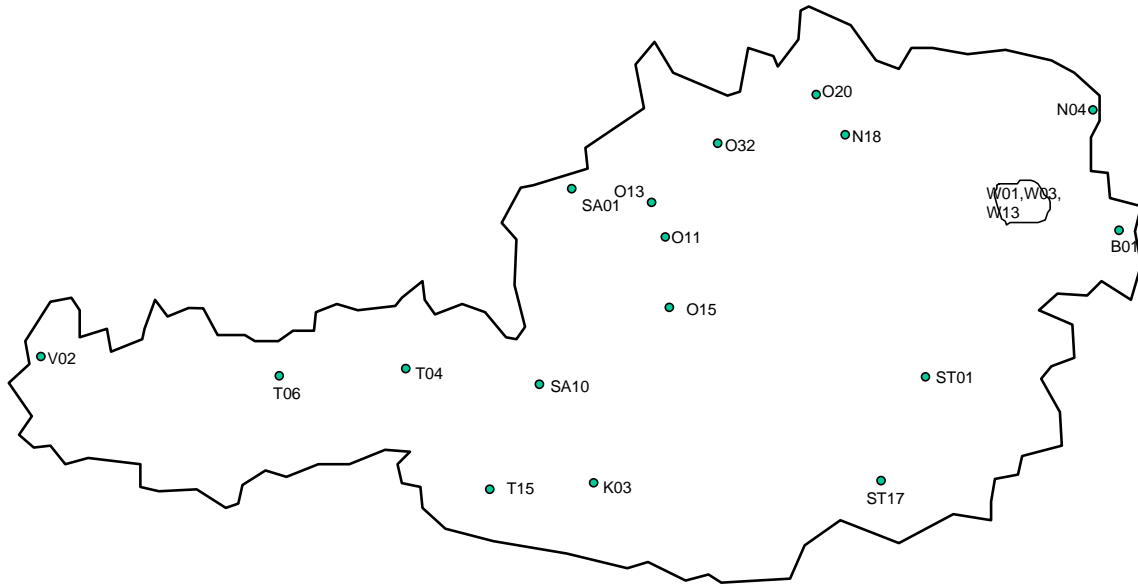 O20
N04
N18
O32
O13
SA01
W01,W03,
W13
O11
B01
O15
V02
T04
T06
SA10
ST01
T15
K03
ST17